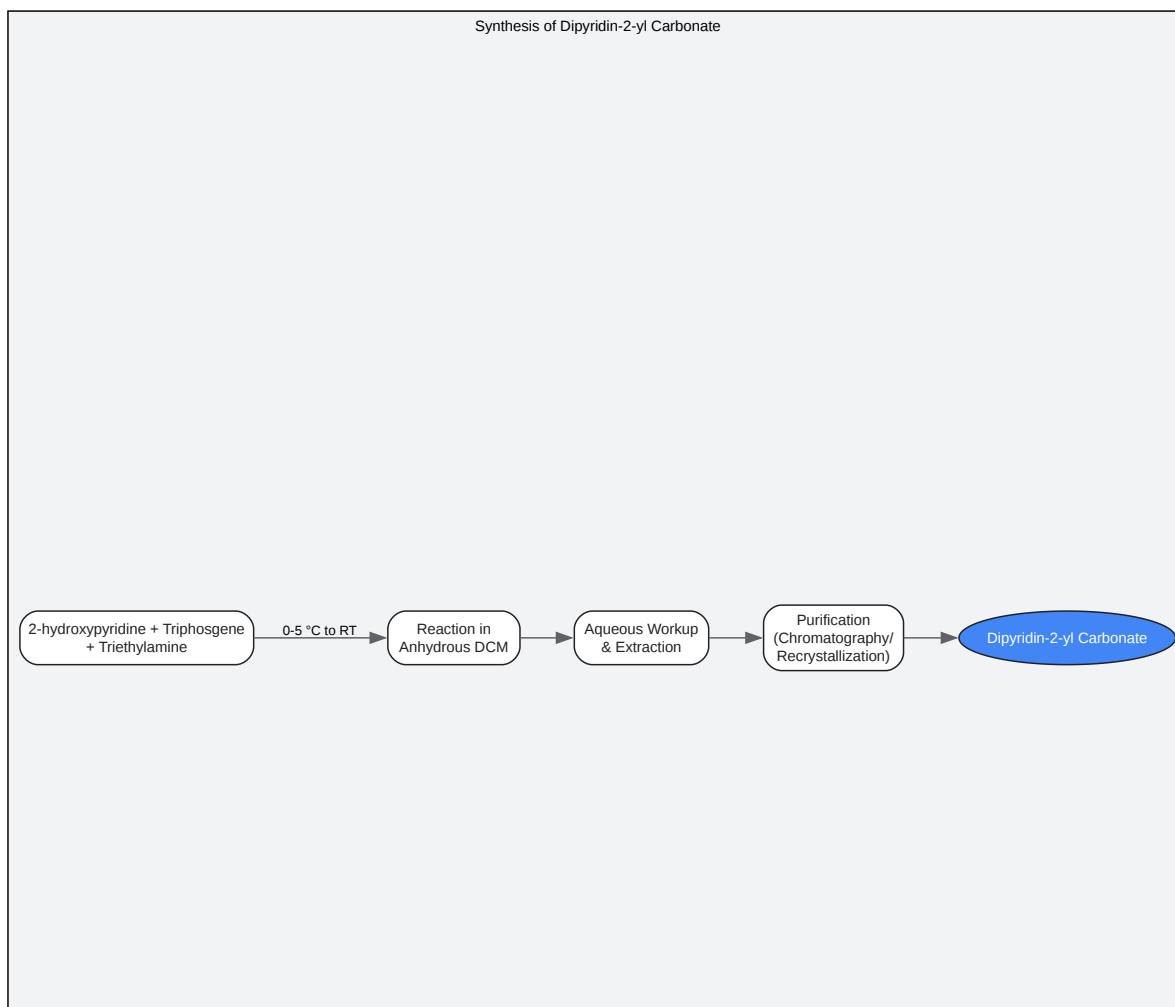 Synthesis of Dipyridin-2-yl Carbonate
2-hydroxypyridine + Triphosgene
+ Triethylamine
0-5 °C to RT
Reaction in
Anhydrous DCM
Aqueous Workup
& Extraction
Purification
(Chromatography/
Recrystallization)
Dipyridin-2-yl Carbonate